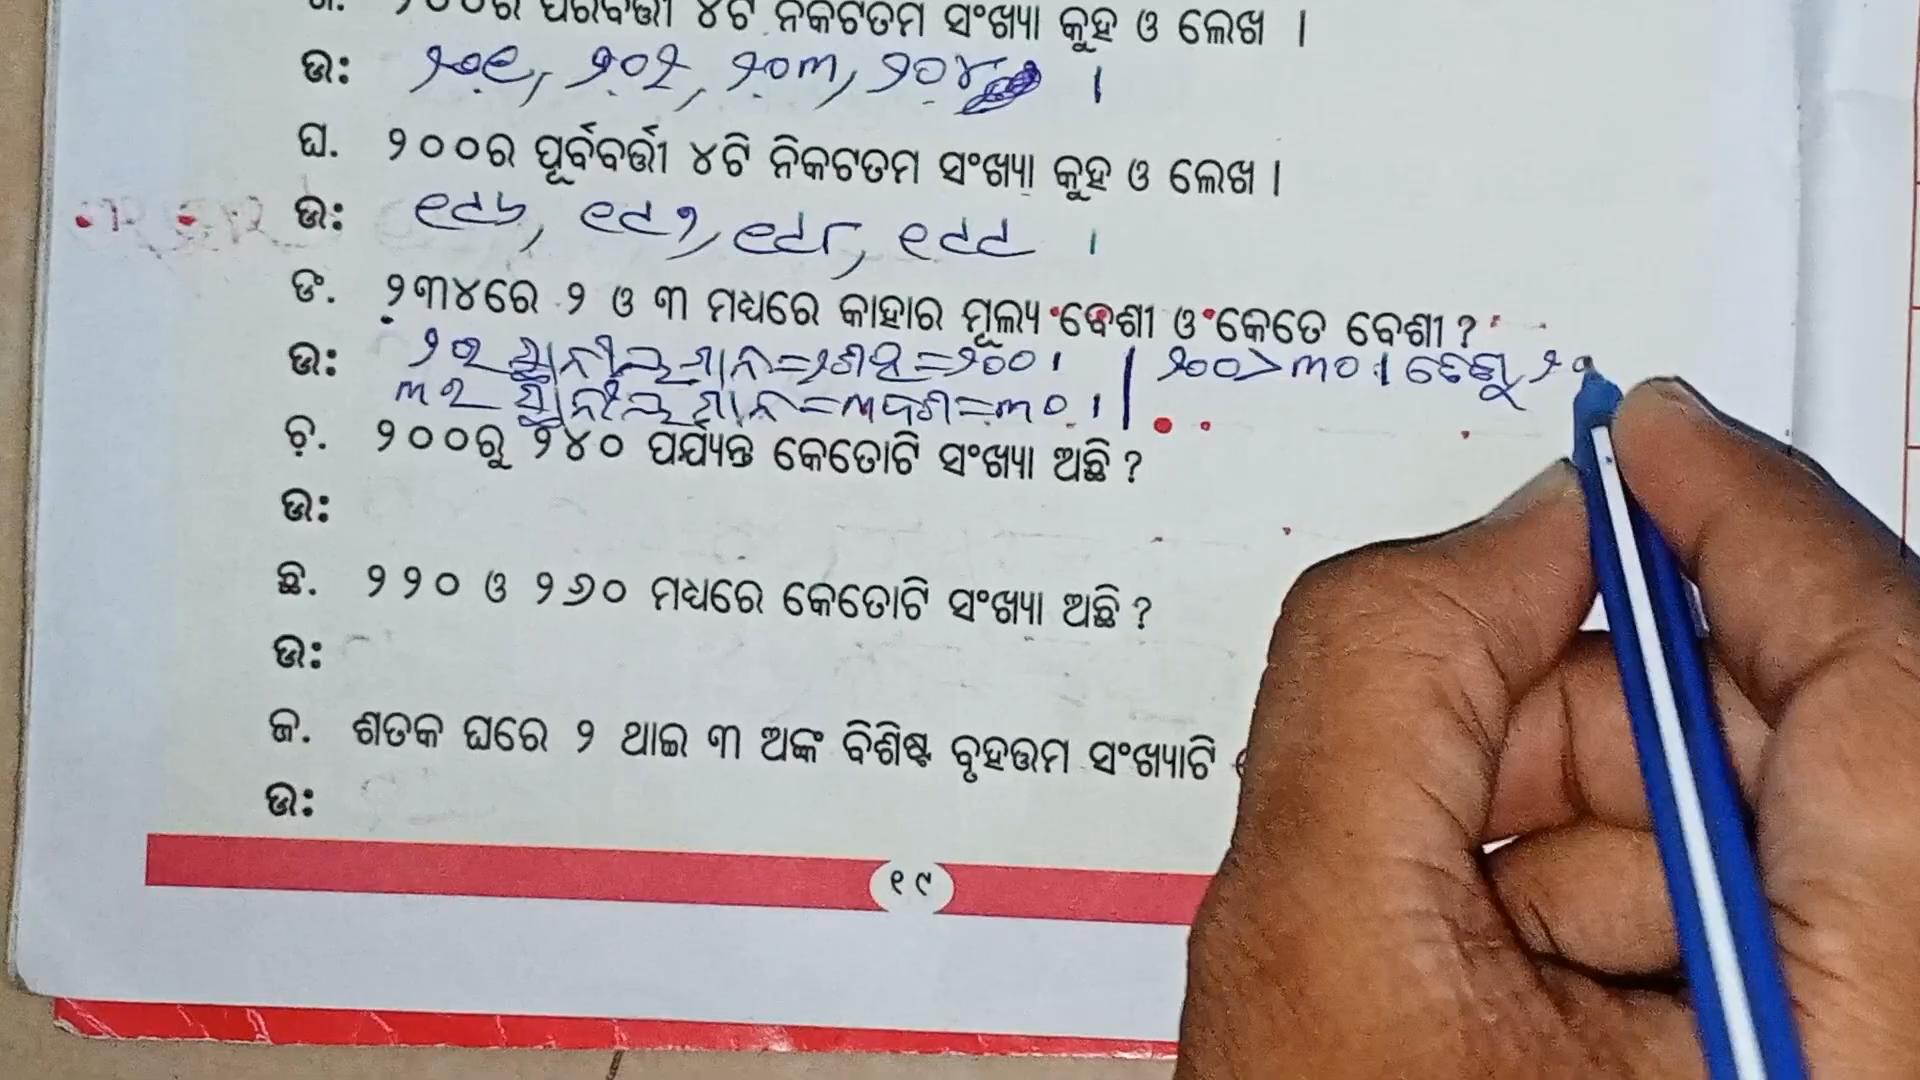 ୨୦୦ର ପରବର୍ତ୍ତୀ ୪ଟି ନିକଟତମ ସଂଖ୍ୟା କୁହ ଓ ଲେଖ ।
ଉ: ୨୦୧, ୨୦୨, ୨୦୩, ୨୦୪ ।
ଘ. ୨୦୦ର ପୂର୍ବବର୍ତ୍ତୀ ୪ଟି ନିକଟତମ ସଂଖ୍ୟା କୁହ ଓ ଲେଖ ।
ଉ: ୧୯୬, ୧୯୭, ୧୯୮, ୧୯୯ ।
ଙ. ୨୩୪ରେ ୨ ଓ ୩ ମଧ୍ୟରେ କାହାର ମୂଲ୍ୟ ବେଶୀ ଓ କେତେ ବେଶୀ ?
ଉ: ୨ର ସ୍ଥାନୀୟ ମାନ = ୨ଶହ = ୨୦୦ । | ୨୦୦ > ୩୦ । ତେଣୁ ୨୦
୩ର ସ୍ଥାନୀୟ ମାନ = ୩ଦଶ = ୩୦ ।
ଚ. ୨୦୦ରୁ ୨୪୦ ପର୍ଯ୍ୟନ୍ତ କେତୋଟି ସଂଖ୍ୟା ଅଛି ?
ଉ:
ଛ. ୨୨୦ ଓ ୨୬୦ ମଧ୍ୟରେ କେତୋଟି ସଂଖ୍ୟା ଅଛି ?
ଉ:
ଜ. ଶତକ ଘରେ ୨ ଥାଇ ୩ ଅଙ୍କ ବିଶିଷ୍ଟ ବୃହତ୍ତମ ସଂଖ୍ୟାଟି
ଉ:
୧୯